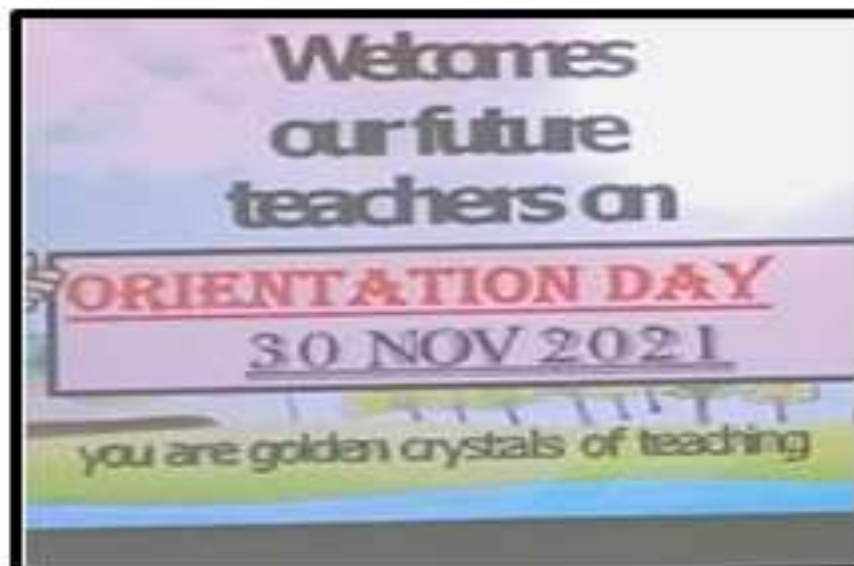 Welcomes
our future
teachers on
ORIENTATION DAY
30 NOV 2021
you are golden crystals of teaching